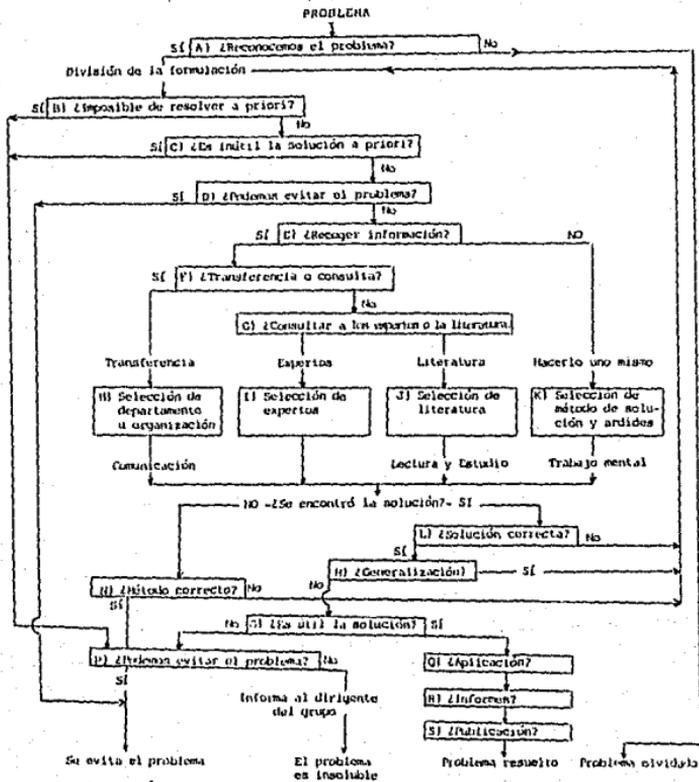 PROBLEMA
Sí A) ¿Reconocemos el problema? No
División de la formulación
Sí B) ¿Imposible de resolver a priori?
No
Sí C) ¿Es inútil la solución a priori?
No
Sí D) ¿Podemos evitar el problema?
No
Sí E) ¿Recoger información? NO
Sí F) ¿Transferencia o consulta?
No
G) ¿Consultar a los expertos o la literatura
Transferencia Expertos Literatura Hacerlo uno mismo
H) Selección de departamento u organización
I) Selección de expertos
J) Selección de literatura
K) Selección de método de solución y ardides
Comunicación Lectura y Estudio Trabajo mental
NO -¿Se encontró la solución?- SI
L) ¿Solución correcta? No
Sí
¿Generalización? SI
No
N) ¿Método correcto? No
Sí
No ¿Es útil la solución? Sí
P) ¿Podemos evitar el problema? No
Sí
Q) ¿Aplicación?
Informa al dirigente
del grupo
R) ¿Informes?
S) ¿Publicación?
Se evita el problema El problema es insoluble Problema resuelto Problema olvidado